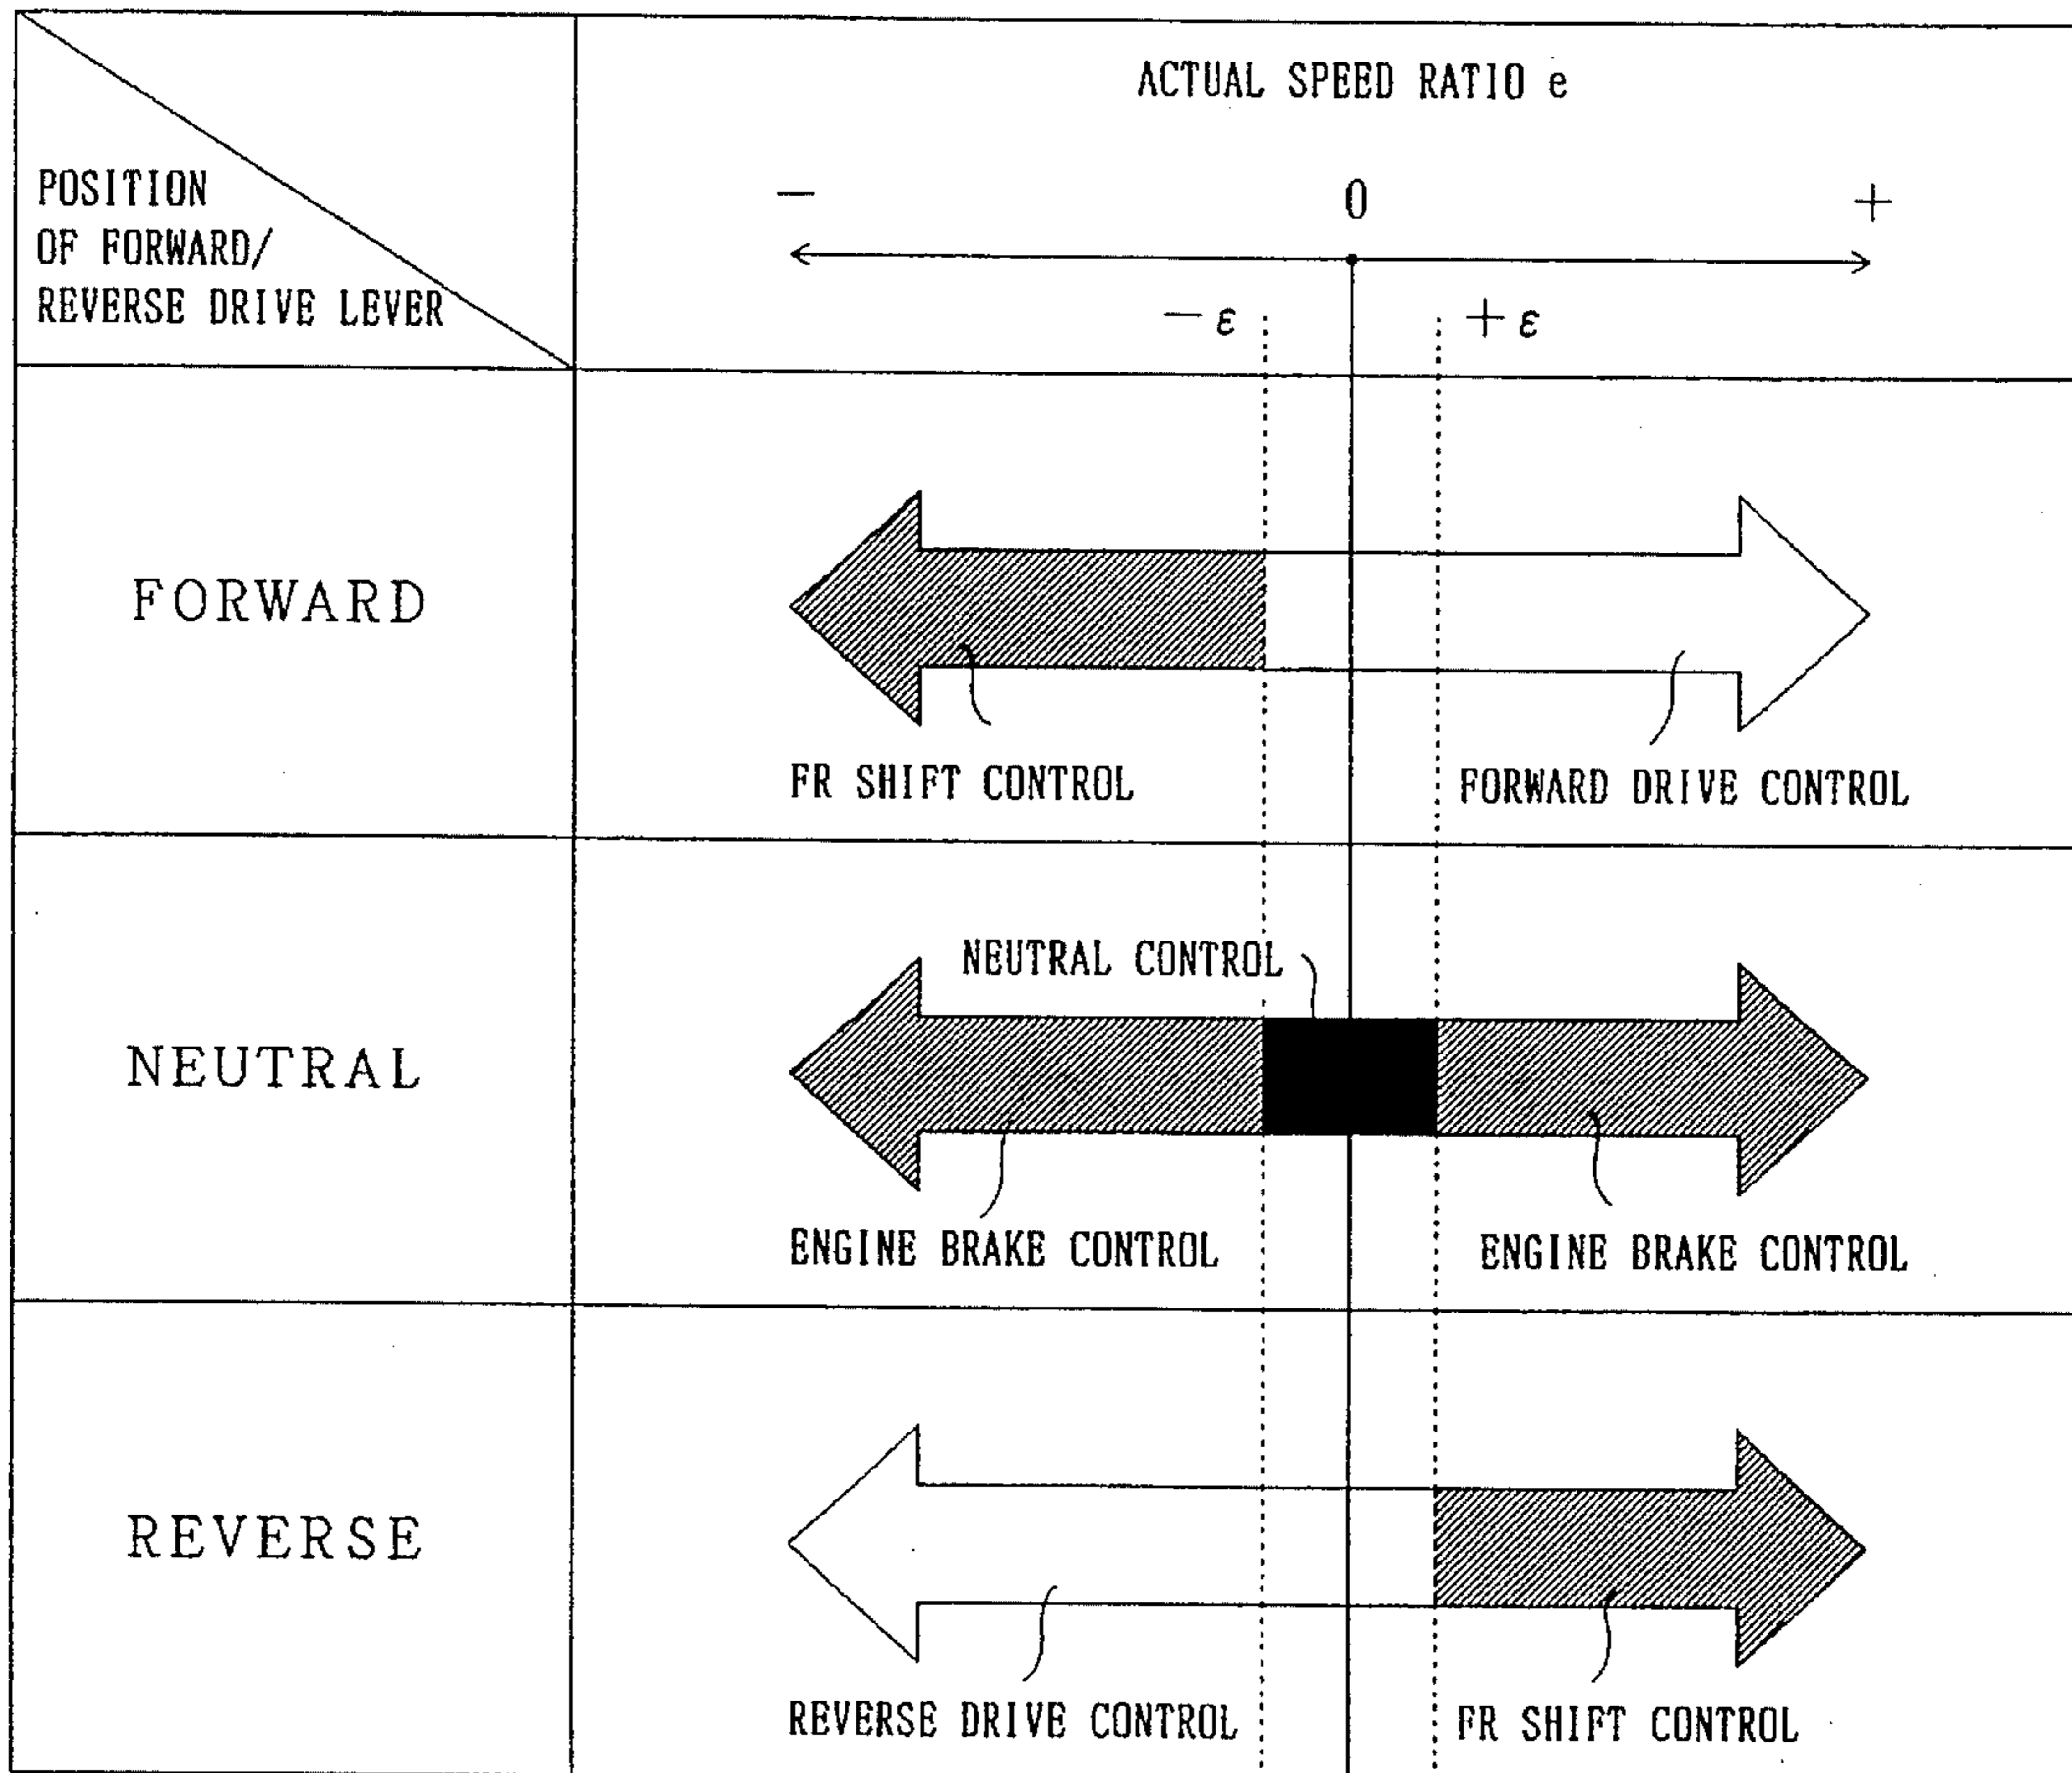 ACTUAL SPEED RATIO e
POSITION
OF FORWARD/
REVERSE DRIVE LEVER
− 0 +
−ε +ε
FORWARD
FR SHIFT CONTROL
FORWARD DRIVE CONTROL
NEUTRAL CONTROL
NEUTRAL
ENGINE BRAKE CONTROL
ENGINE BRAKE CONTROL
REVERSE
REVERSE DRIVE CONTROL
FR SHIFT CONTROL